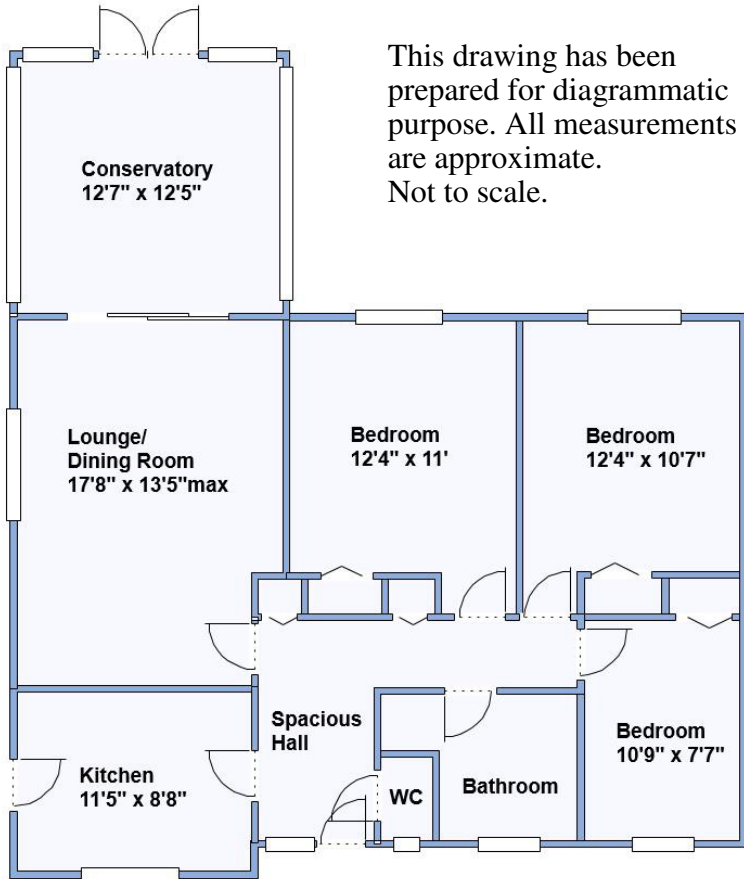 This drawing has been
prepared for diagrammatic
purpose. All measurements
are approximate.
Not to scale.
Conservatory
12'7" x 12'5"
Lounge/
Dining Room
17'8" x 13'5"max
Bedroom
12'4" x 11'
Bedroom
12'4" x 10'7"
Spacious
Hall
Bedroom
10'9" x 7'7"
Kitchen
11'5" x 8'8"
WC
Bathroom